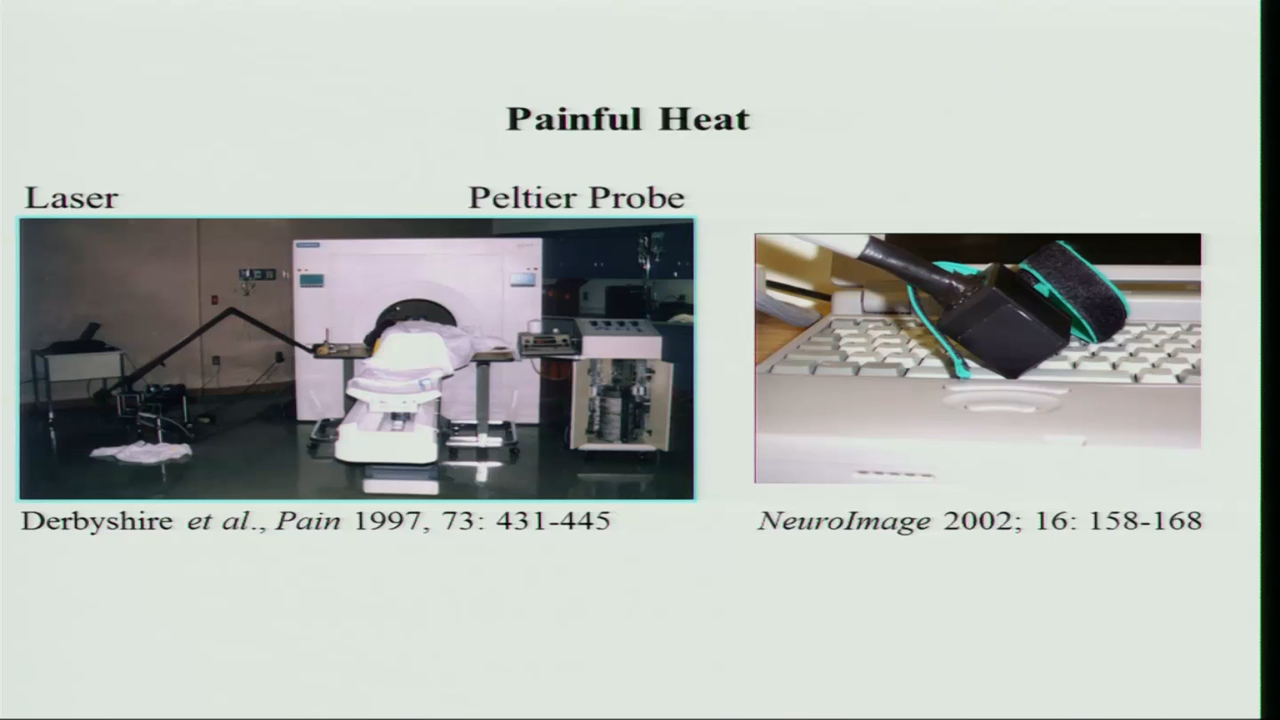 Painful Heat
Laser
Peltier Probe
Derbyshire et al., Pain 1997, 73: 431-445
NeuroImage 2002; 16: 158-168